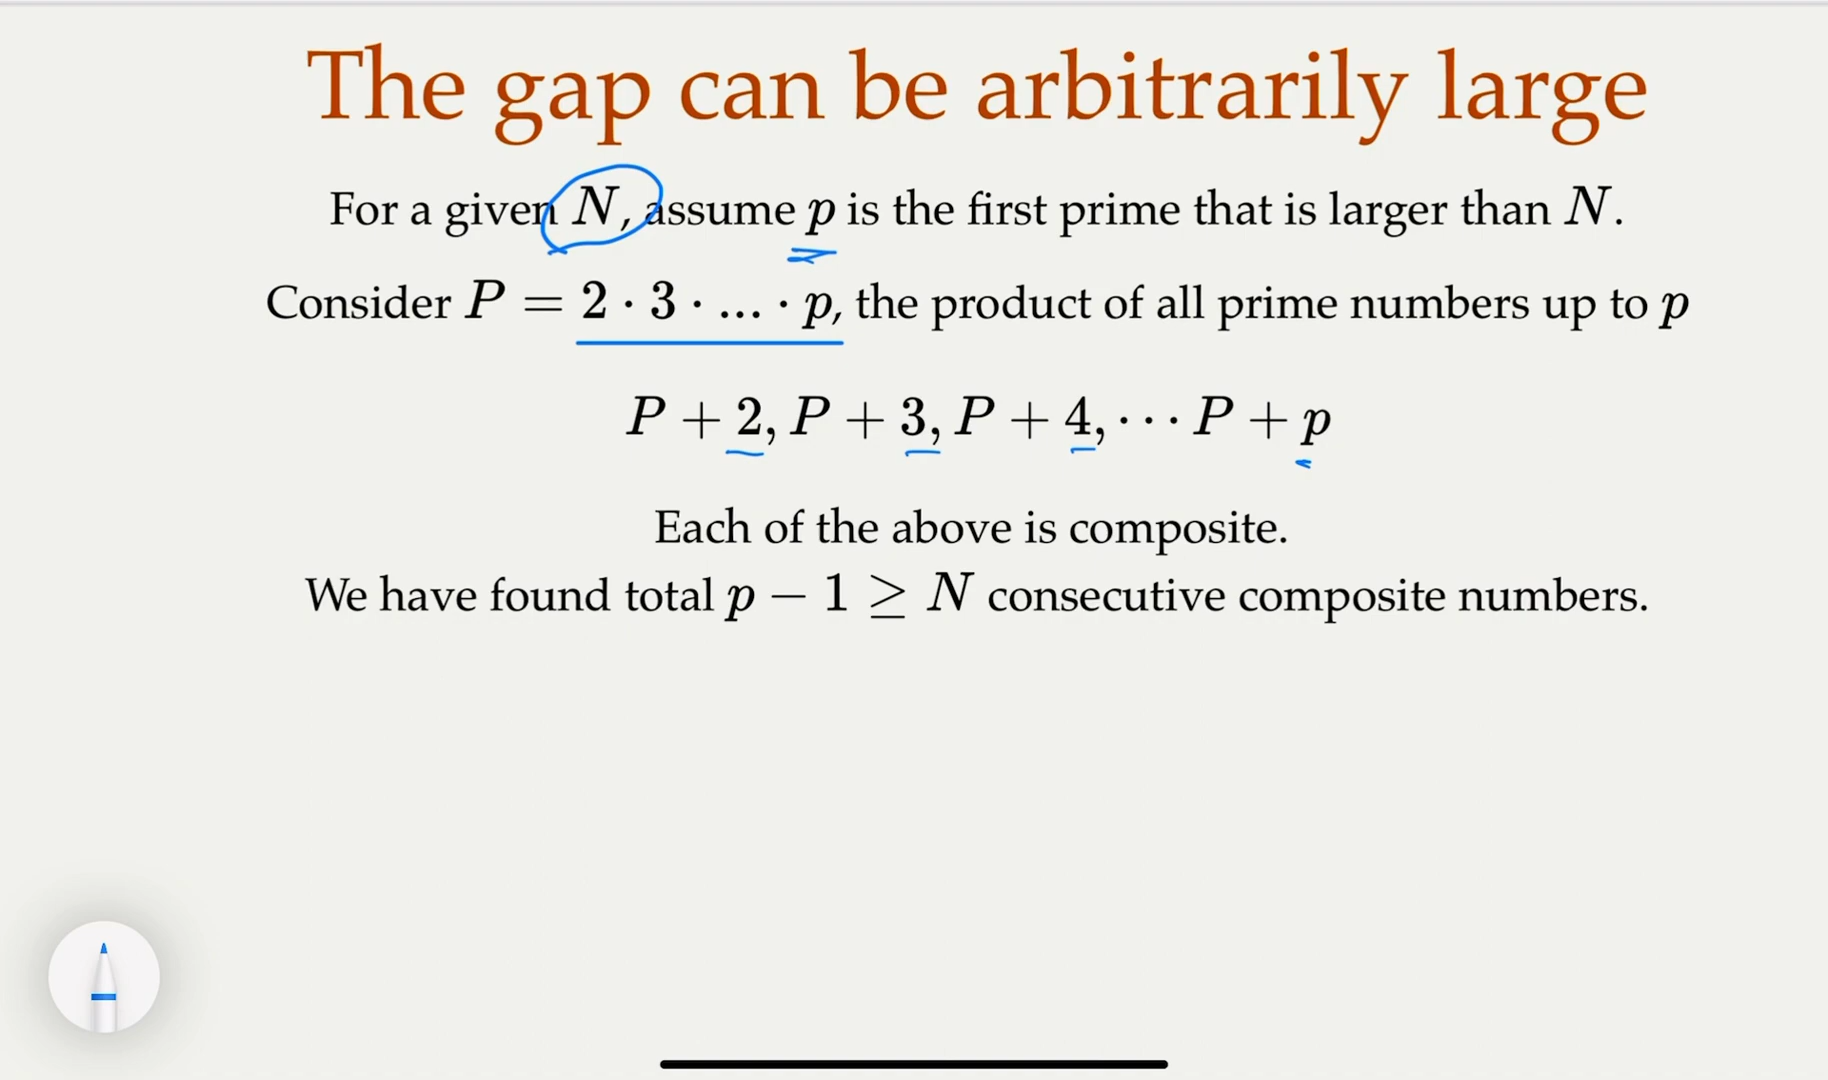 The gap can be arbitrarily large
For a given N, assume p is the first prime that is larger than N.
Consider P = 2 · 3 · ... · p, the product of all prime numbers up to p
P + 2, P + 3, P + 4, ··· P + p
Each of the above is composite.
We have found total p − 1 ≥ N consecutive composite numbers.